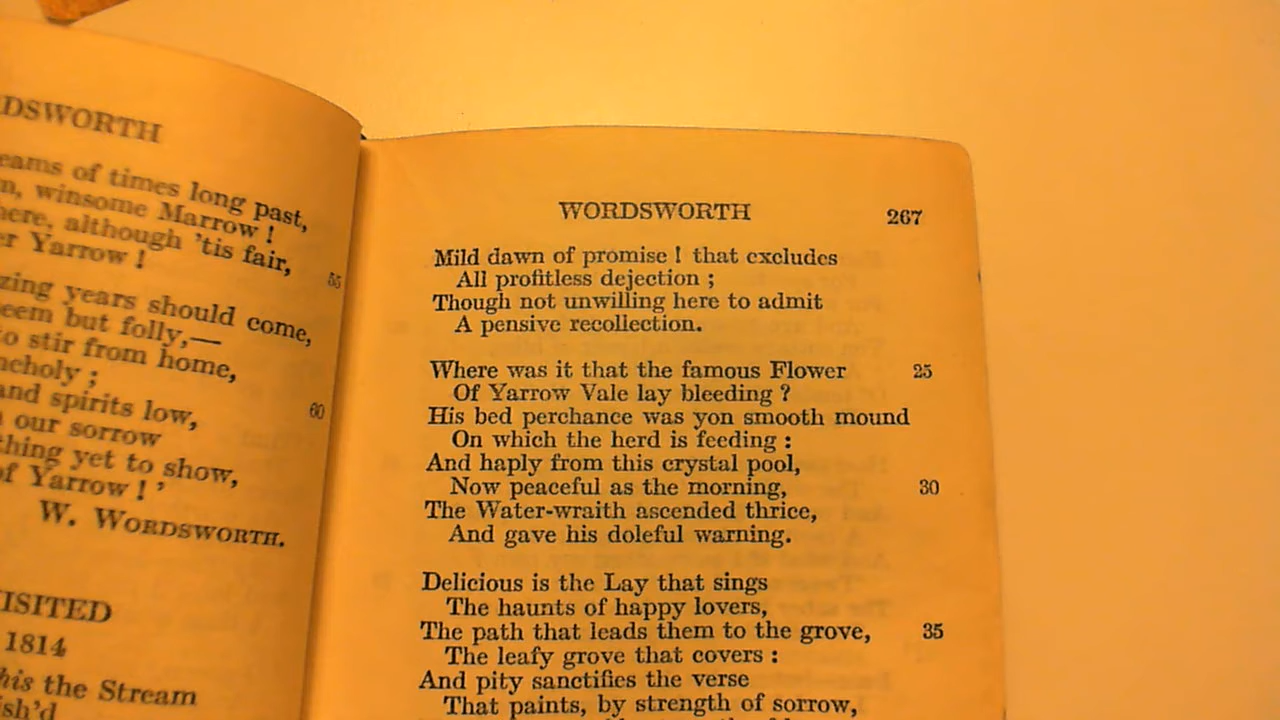 DSWORTH
eams of times long past,
n, winsome Marrow !
here, although 'tis fair,
er Yarrow !
55
zing years should come,
seem but folly,—
to stir from home,
ncholy ;
and spirits low,
60
our sorrow
thing yet to show,
of Yarrow ! '
W. WORDSWORTH.
ISITED
1814
his the Stream
ish'd
WORDSWORTH
267
Mild dawn of promise ! that excludes
All profitless dejection ;
Though not unwilling here to admit
A pensive recollection.
Where was it that the famous Flower
25
Of Yarrow Vale lay bleeding ?
His bed perchance was yon smooth mound
On which the herd is feeding :
And haply from this crystal pool,
Now peaceful as the morning,
30
The Water-wraith ascended thrice,
And gave his doleful warning.
Delicious is the Lay that sings
The haunts of happy lovers,
The path that leads them to the grove,
35
The leafy grove that covers :
And pity sanctifies the verse
That paints, by strength of sorrow,